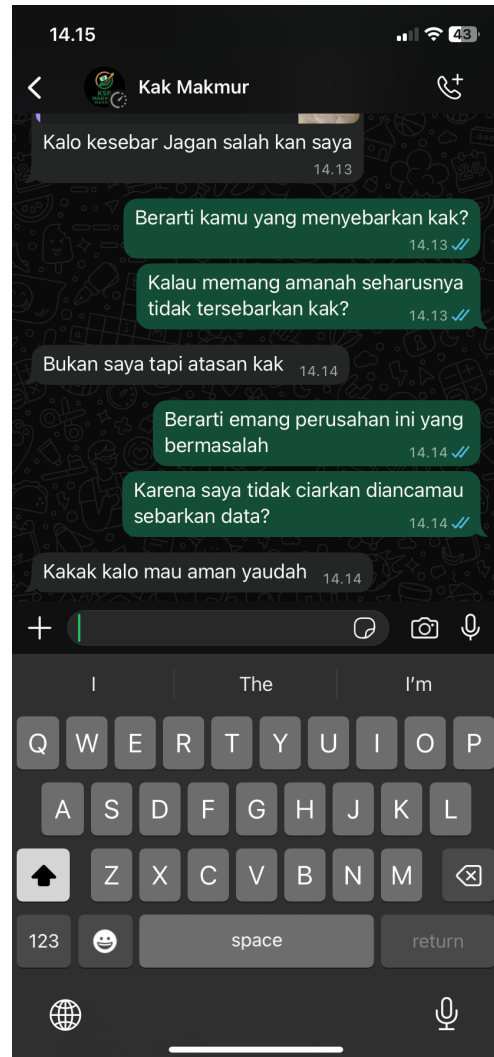 14.15
43
Kak Makmur
Kalo kesebar Jagan salah kan saya
14.13
Berarti kamu yang menyebarkan kak?
14.13
Kalau memang amanah seharusnya
tidak tersebarkan kak?
14.13
Bukan saya tapi atasan kak 14.14
Berarti emang perusahan ini yang
bermasalah
14.14
Karena saya tidak ciarkan diancamau
sebarkan data?
14.14
Kakak kalo mau aman yaudah 14.14
I The I'm
Q W E R T Y U I O P
A S D F G H J K L
Z X C V B N M
123 space return